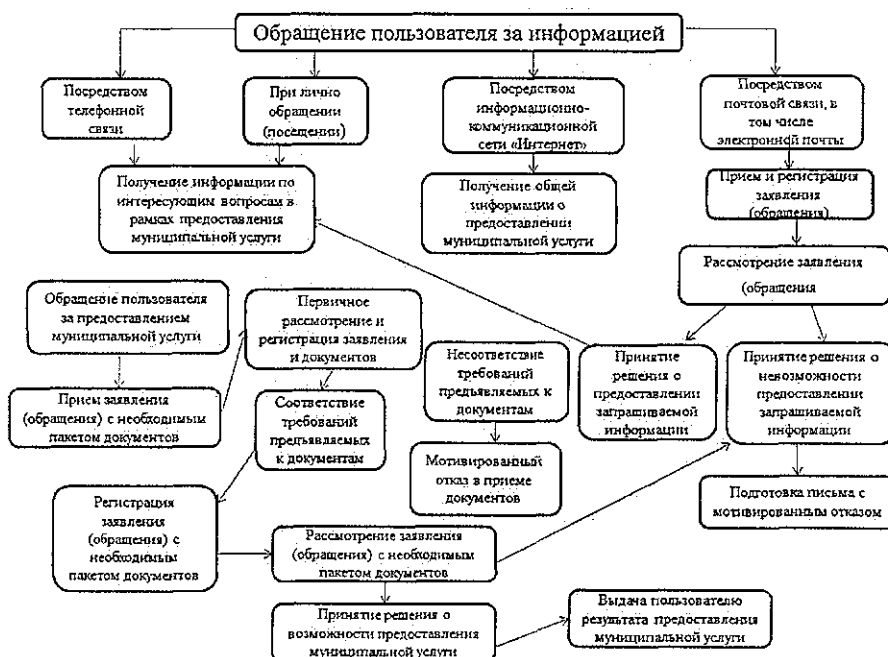 Обращение пользователя за информацией
Посредством
телефонной
связи
При лично
обращении
(посещении)
Посредством
информационно-
коммуникационной
сети «Интернет»
Посредством
почтовой связи, в
том числе
электронной почты
Получение информации по
интересующим вопросам в
рамках предоставления
муниципальной услуги
Получение общей
информации о
предоставлении
муниципальной услуги
Прием и регистрация
заявления
(обращения)
Рассмотрение заявления
(обращения
Обращение пользователя
за предоставлением
муниципальной услуги
Первичное
рассмотрение и
регистрация заявления
и документов
Несоответствие
требований
предъявляемых к
документам
Принятие
решения о
предоставлении
запрашиваемой
информации
Принятие решения о
невозможности
предоставлении
запрашиваемой
информации
Прием заявления
(обращения) с необходимым
пакетом документов
Соответствие
требований
предъявляемых
к документам
Мотивированный
отказ в приеме
документов
Подготовка письма с
мотивированным отказом
Регистрация
заявления
(обращения) с
необходимым
пакетом документов
Рассмотрение заявления
(обращения) с необходимым
пакетом документов
Принятие решения о
возможности предоставления
муниципальной услуги
Выдача пользователю
результата предоставления
муниципальной услуги